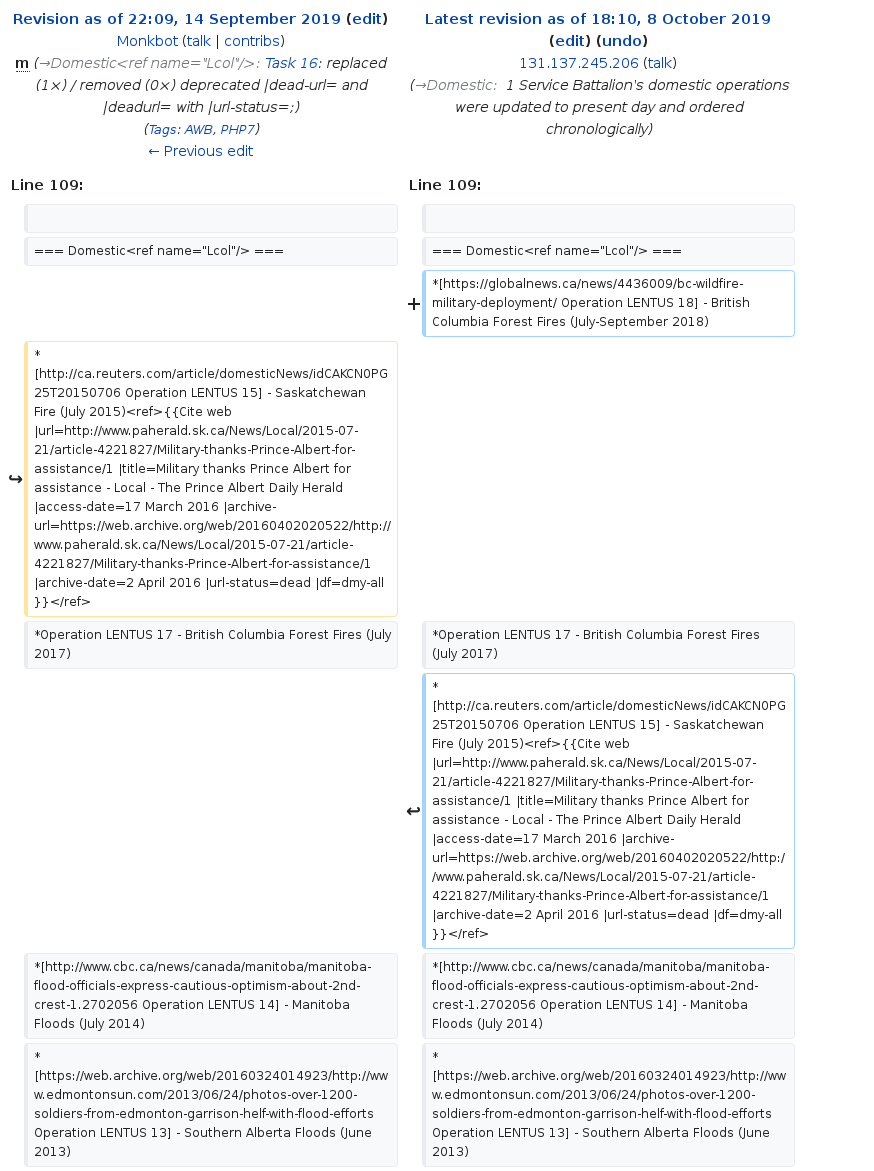 Revision as of 22:09, 14 September 2019 (edit)
Monkbot (talk | contribs)
m (→Domestic<ref name="Lcol"/>: Task 16: replaced
(1×) / removed (0×) deprecated |dead-url= and
|deadurl= with |url-status=;)
(Tags: AWB, PHP7)
← Previous edit
Latest revision as of 18:10, 8 October 2019
(edit) (undo)
131.137.245.206 (talk)
(→Domestic: 1 Service Battalion's domestic operations
were updated to present day and ordered
chronologically)
Line 109:
Line 109:
=== Domestic<ref name="Lcol"/> ===
=== Domestic<ref name="Lcol"/> ===
+
*[https://globalnews.ca/news/4436009/bc-wildfire-
military-deployment/ Operation LENTUS 18] - British
Columbia Forest Fires (July-September 2018)
↪
*
[http://ca.reuters.com/article/domesticNews/idCAKCN0PG
25T20150706 Operation LENTUS 15] - Saskatchewan
Fire (July 2015)<ref>{{Cite web
|url=http://www.paherald.sk.ca/News/Local/2015-07-
21/article-4221827/Military-thanks-Prince-Albert-for-
assistance/1 |title=Military thanks Prince Albert for
assistance - Local - The Prince Albert Daily Herald
|access-date=17 March 2016 |archive-
url=https://web.archive.org/web/20160402020522/http://
www.paherald.sk.ca/News/Local/2015-07-21/article-
4221827/Military-thanks-Prince-Albert-for-assistance/1
|archive-date=2 April 2016 |url-status=dead |df=dmy-all
}}</ref>
*Operation LENTUS 17 - British Columbia Forest Fires (July
2017)
*Operation LENTUS 17 - British Columbia Forest Fires
(July 2017)
↩
*
[http://ca.reuters.com/article/domesticNews/idCAKCN0PG
25T20150706 Operation LENTUS 15] - Saskatchewan
Fire (July 2015)<ref>{{Cite web
|url=http://www.paherald.sk.ca/News/Local/2015-07-
21/article-4221827/Military-thanks-Prince-Albert-for-
assistance/1 |title=Military thanks Prince Albert for
assistance - Local - The Prince Albert Daily Herald
|access-date=17 March 2016 |archive-
url=https://web.archive.org/web/20160402020522/http:/
/www.paherald.sk.ca/News/Local/2015-07-21/article-
4221827/Military-thanks-Prince-Albert-for-assistance/1
|archive-date=2 April 2016 |url-status=dead |df=dmy-all
}}</ref>
*[http://www.cbc.ca/news/canada/manitoba/manitoba-
flood-officials-express-cautious-optimism-about-2nd-
crest-1.2702056 Operation LENTUS 14] - Manitoba
Floods (July 2014)
*[http://www.cbc.ca/news/canada/manitoba/manitoba-
flood-officials-express-cautious-optimism-about-2nd-
crest-1.2702056 Operation LENTUS 14] - Manitoba
Floods (July 2014)
*
[https://web.archive.org/web/20160324014923/http://ww
w.edmontonsun.com/2013/06/24/photos-over-1200-
soldiers-from-edmonton-garrison-helf-with-flood-efforts
Operation LENTUS 13] - Southern Alberta Floods (June
2013)
*
[https://web.archive.org/web/20160324014923/http://ww
w.edmontonsun.com/2013/06/24/photos-over-1200-
soldiers-from-edmonton-garrison-helf-with-flood-efforts
Operation LENTUS 13] - Southern Alberta Floods (June
2013)